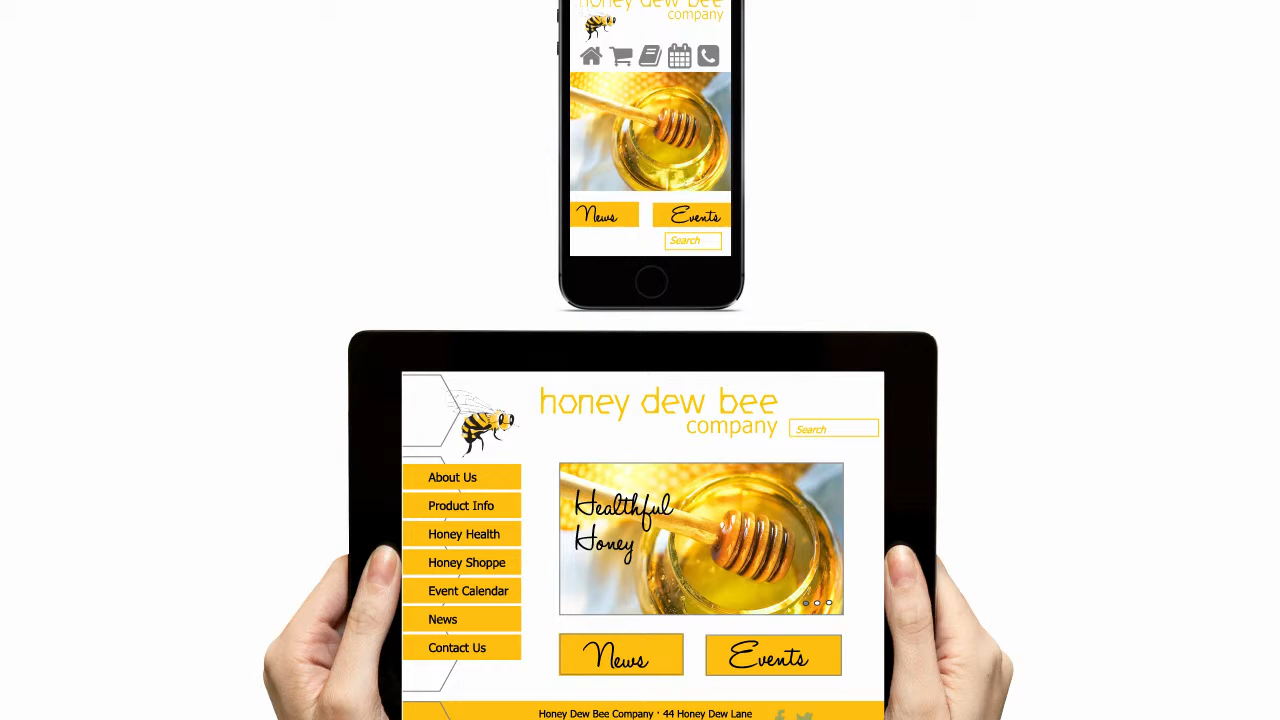 honey dew bee
company
News
Events
Search
honey dew bee
company
Search
About Us
Product Info
Honey Health
Honey Shoppe
Event Calendar
News
Contact Us
Healthful
Honey
News
Events
Honey Dew Bee Company · 44 Honey Dew Lane